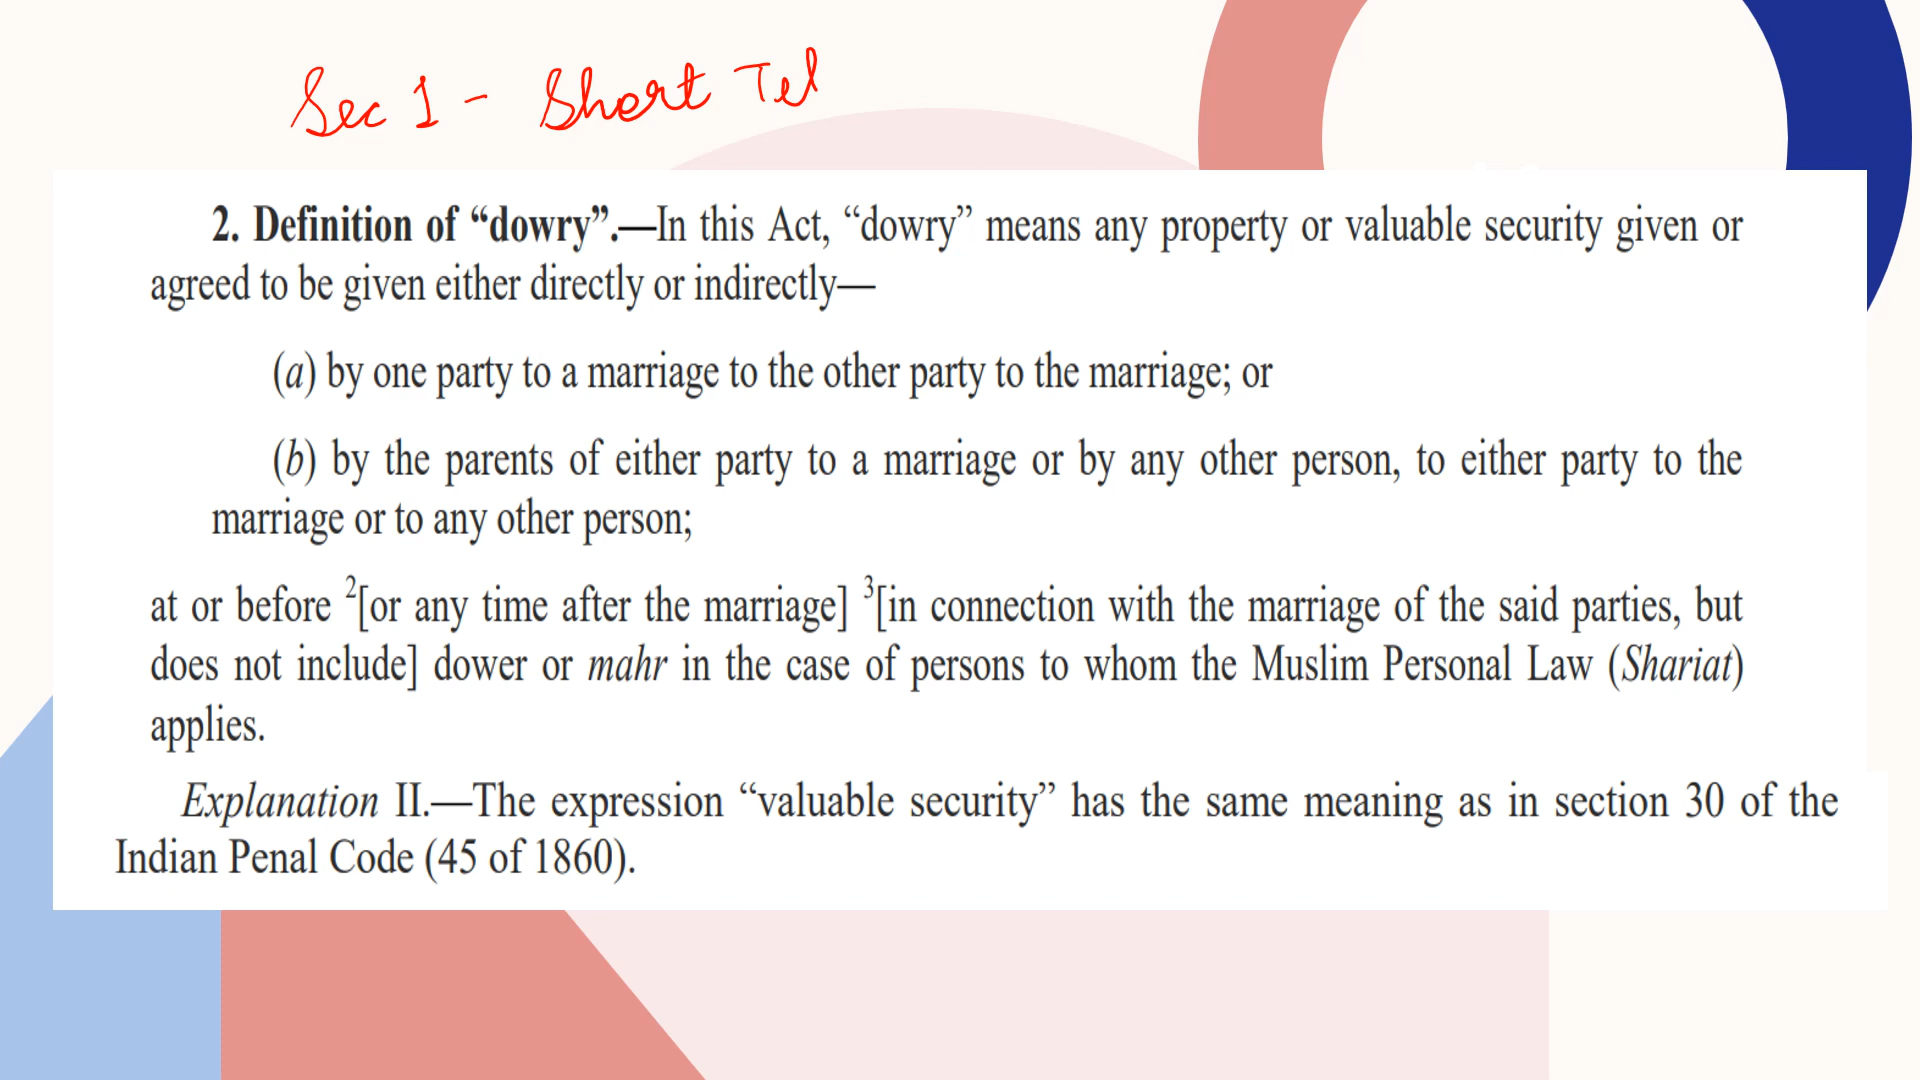 Sec 1 - Short Tel
2. Definition of “dowry”.—In this Act, “dowry” means any property or valuable security given or
agreed to be given either directly or indirectly—
(a) by one party to a marriage to the other party to the marriage; or
(b) by the parents of either party to a marriage or by any other person, to either party to the
marriage or to any other person;
at or before ²[or any time after the marriage] ³[in connection with the marriage of the said parties, but
does not include] dower or mahr in the case of persons to whom the Muslim Personal Law (Shariat)
applies.
Explanation II.—The expression “valuable security” has the same meaning as in section 30 of the
Indian Penal Code (45 of 1860).